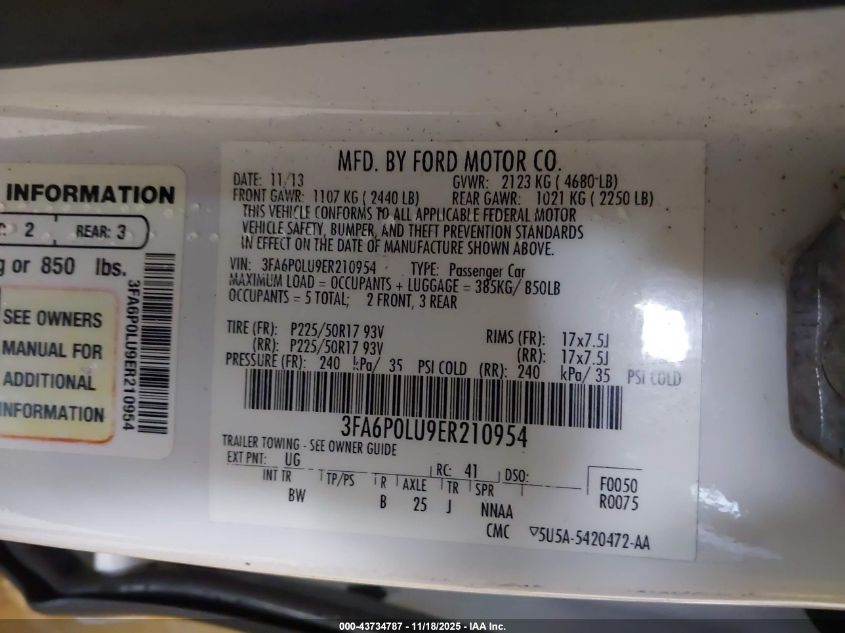 INFORMATION
2 REAR: 3
or 850 lbs.
SEE OWNERS
MANUAL FOR
ADDITIONAL
INFORMATION
3FA6P0LU9ER210954
MFD. BY FORD MOTOR CO.
DATE: 11/13 GVWR: 2123 KG ( 4680-LB)
FRONT GAWR: 1107 KG ( 2440 LB) REAR GAWR: 1021 KG ( 2250 LB)
THIS VEHICLE CONFORMS TO ALL APPLICABLE FEDERAL MOTOR
VEHICLE SAFETY, BUMPER, AND THEFT PREVENTION STANDARDS
IN EFFECT ON THE DATE OF MANUFACTURE SHOWN ABOVE.
VIN: 3FA6P0LU9ER210954 TYPE: Passenger Car
MAXIMUM LOAD = OCCUPANTS + LUGGAGE = 385KG/ 850LB
OCCUPANTS = 5 TOTAL; 2 FRONT, 3 REAR
TIRE (FR): P225/50R17 93V RIMS (FR): 17x7.5J
(RR): P225/50R17 93V (RR): 17x7.5J
PRESSURE (FR): 240 kPa/ 35 PSI COLD (RR): 240 kPa/ 35 PSI COLD
3FA6P0LU9ER210954
TRAILER TOWING - SEE OWNER GUIDE
EXT PNT: UG RC: 41 DSO: F0050
INT TR TP/PS R AXLE TR SPR R0075
BW B 25 J NNAA
CMC ▽5U5A-5420472-AA
000-43734787 - 11/18/2025 - IAA Inc.